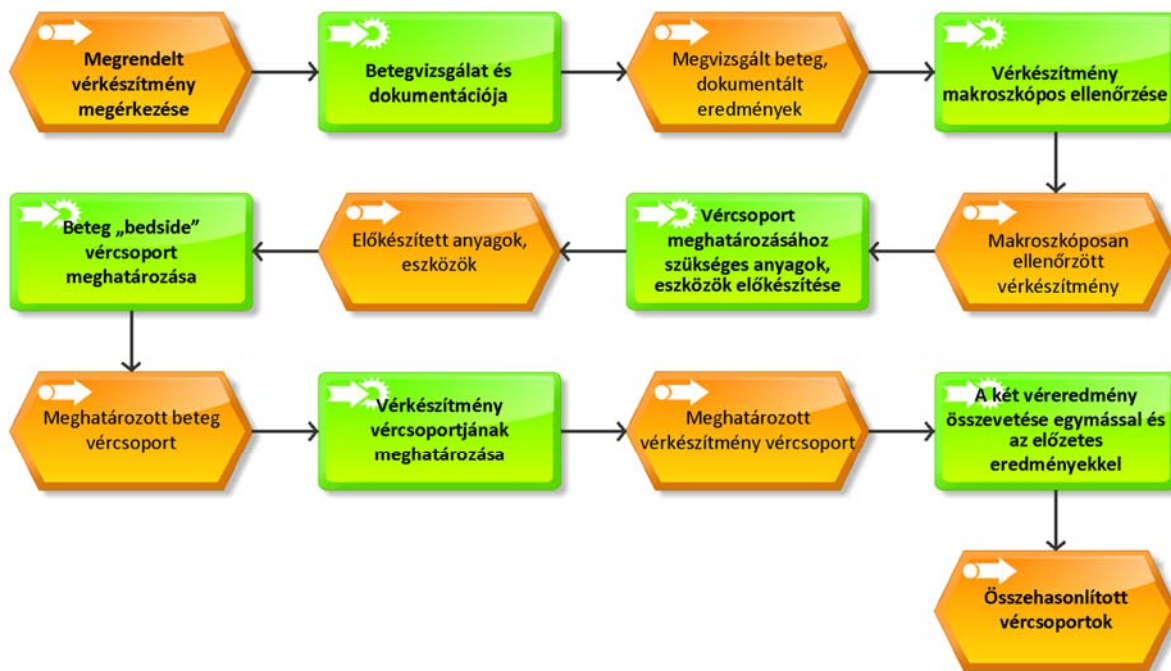 Megrendelt
vérkészítmény
megérkezése
Betegvizsgálat és
dokumentációja
Megvizsgált beteg,
dokumentált
eredmények
Vérkészítmény
makroszkópos ellenőrzése
Makroszkóposan
ellenőrzött
vérkészítmény
Vércsoport
meghatározásához
szükséges anyagok,
eszközök előkészítése
Előkészített anyagok,
eszközök
Beteg „bedside”
vércsoport
meghatározása
Meghatározott beteg
vércsoport
Vérkészítmény
vércsoportjának
meghatározása
Meghatározott
vérkészítmény vércsoport
A két véreredmény
összevetése egymással és
az előzetes
eredményekkel
Összehasonlított
vércsoportok